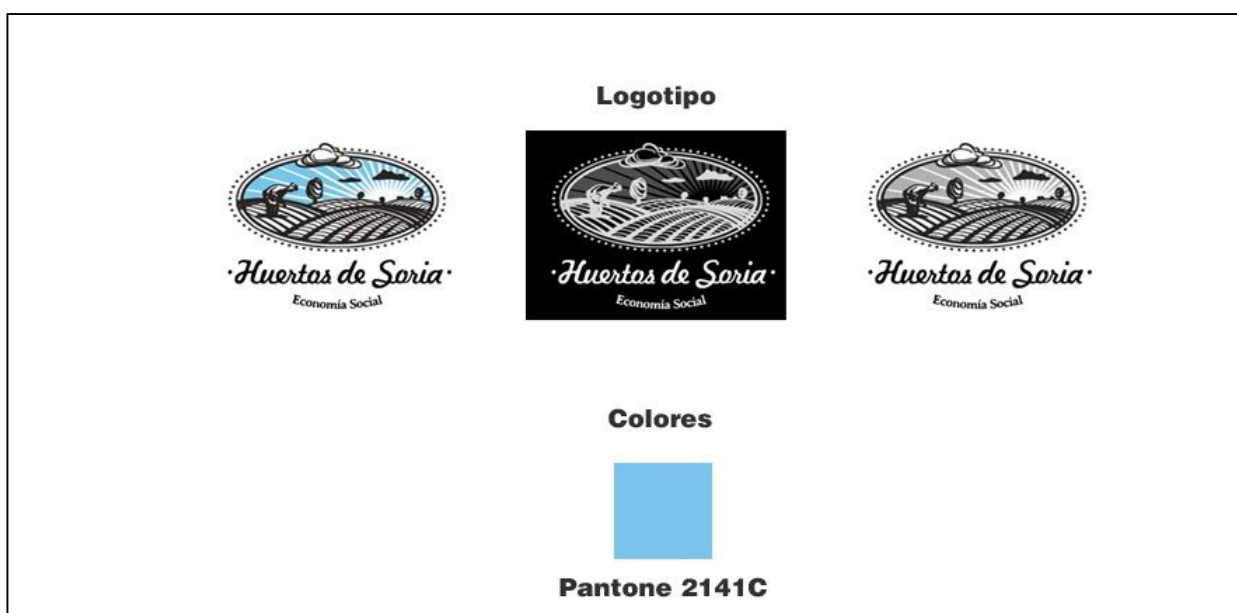 Logotipo
·Huertos de Soria·
Economía Social
·Huertos de Soria·
Economía Social
·Huertos de Soria·
Economía Social
Colores
Pantone 2141C